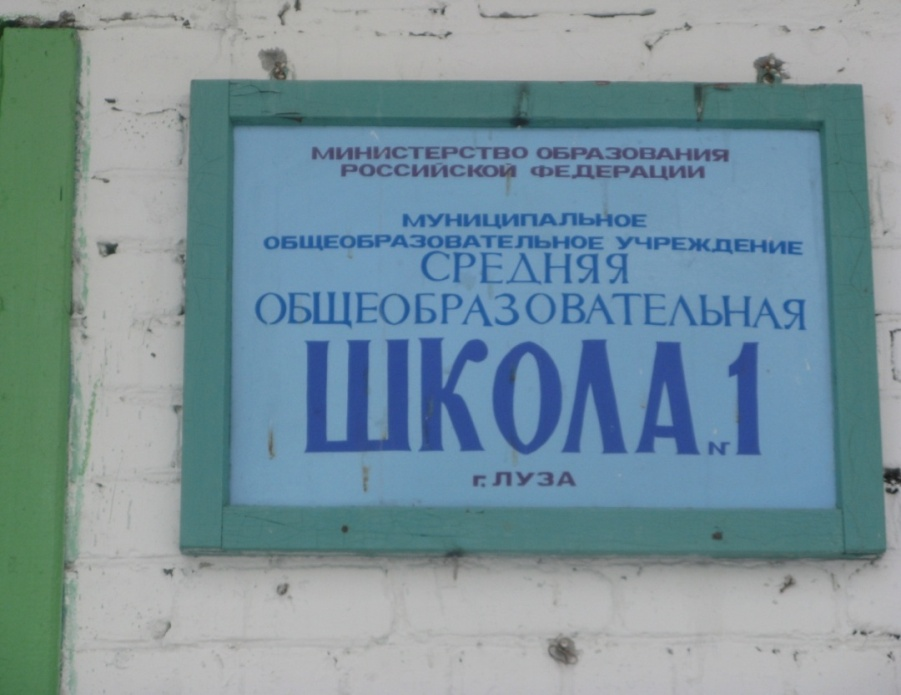 МИНИСТЕРСТВО ОБРАЗОВАНИЯ
РОССИЙСКОЙ ФЕДЕРАЦИИ
МУНИЦИПАЛЬНОЕ
ОБЩЕОБРАЗОВАТЕЛЬНОЕ УЧРЕЖДЕНИЕ
СРЕДНЯЯ
ОБЩЕОБРАЗОВАТЕЛЬНАЯ
ШКОЛА №1
г. ЛУЗА